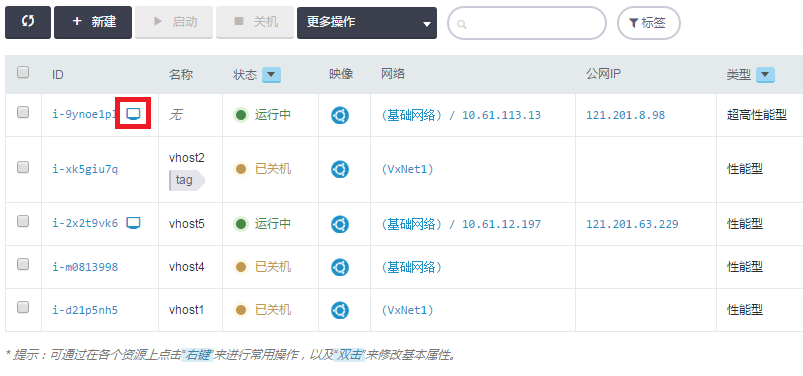 新建 启动 关机 更多操作 标签
ID 名称 状态 映像 网络 公网IP 类型
i-9ynoe1p1 无 运行中 (基础网络) / 10.61.113.13 121.201.8.98 超高性能型
i-xk5giu7q vhost2 已关机 (VxNet1) 性能型
tag
i-2x2t9vk6 vhost5 运行中 (基础网络) / 10.61.12.197 121.201.63.229 性能型
i-m0813998 vhost4 已关机 (基础网络) 性能型
i-d21p5nh5 vhost1 已关机 (VxNet1) 性能型
* 提示：可通过在各个资源上点击“右键”来进行常用操作，以及“双击”来修改基本属性。